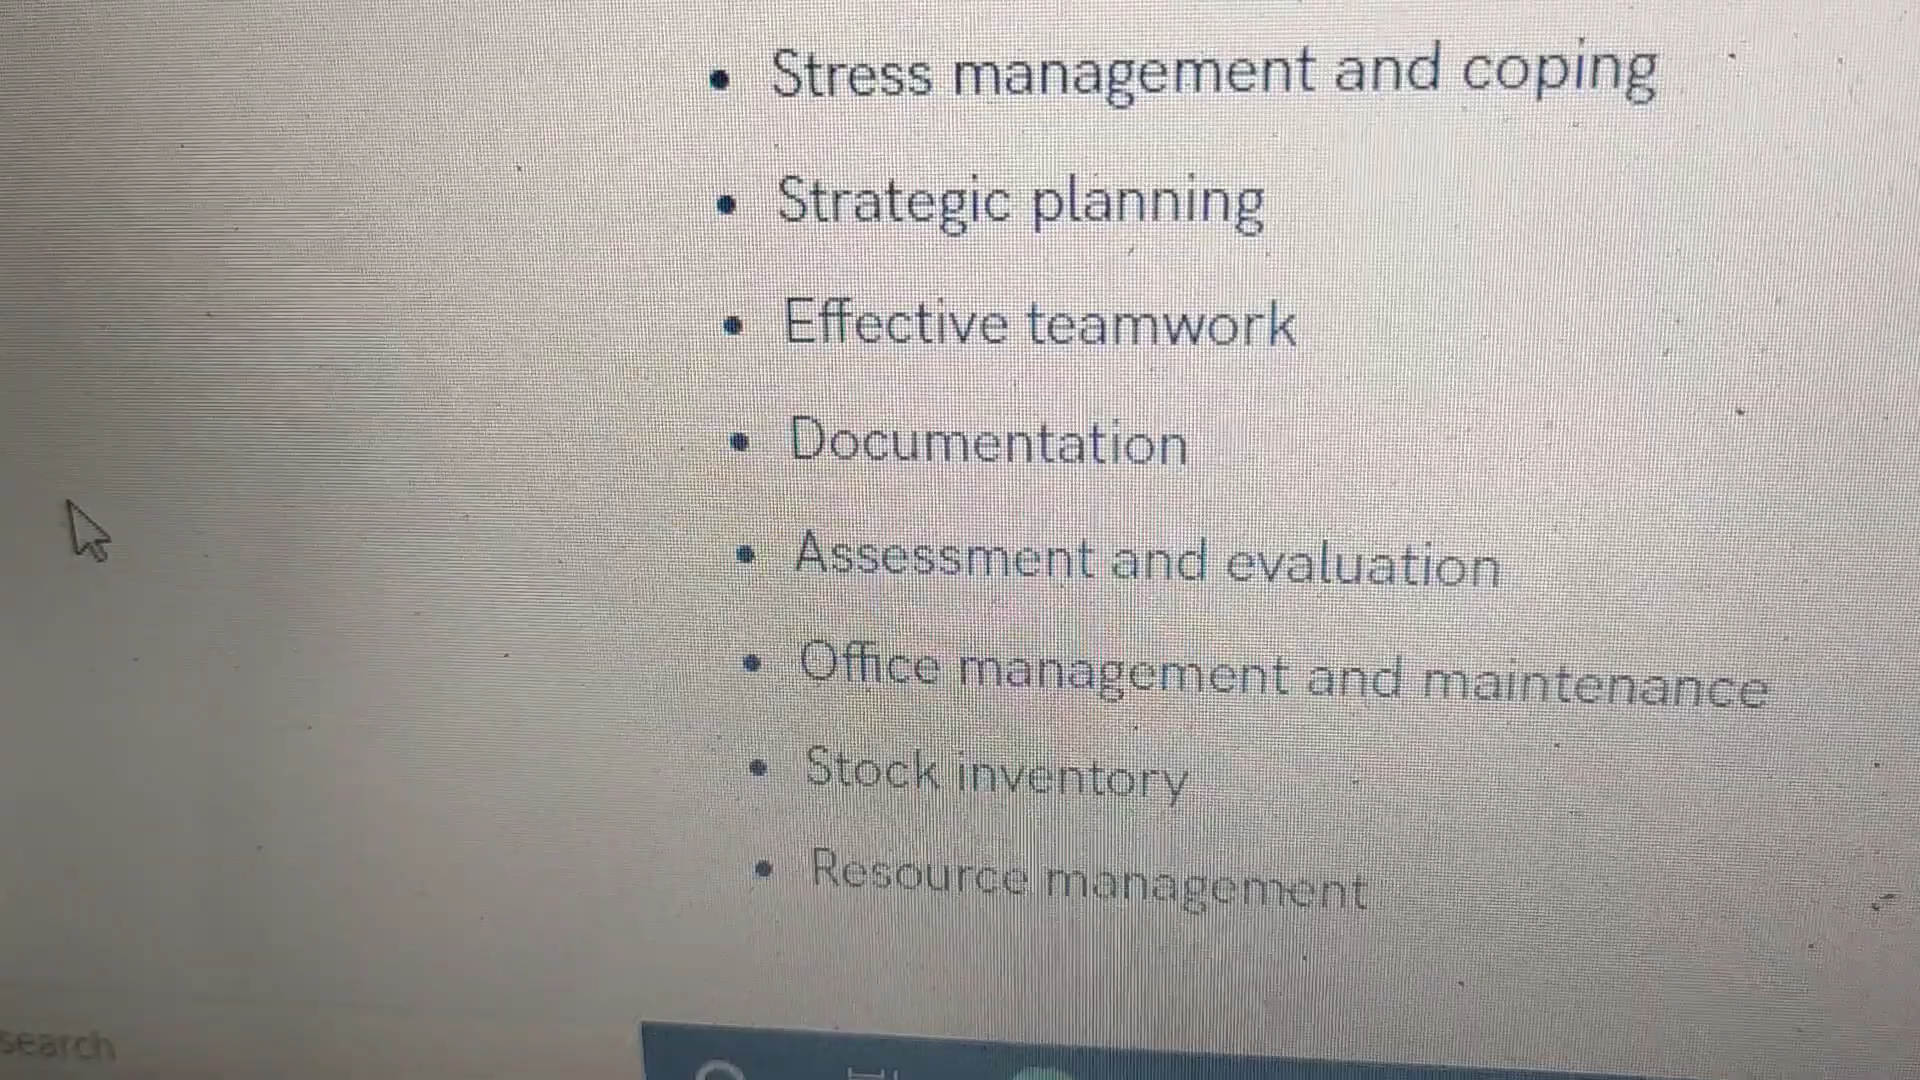 • Stress management and coping
• Strategic planning
• Effective teamwork
• Documentation
• Assessment and evaluation
• Office management and maintenance
• Stock inventory
• Resource management
search